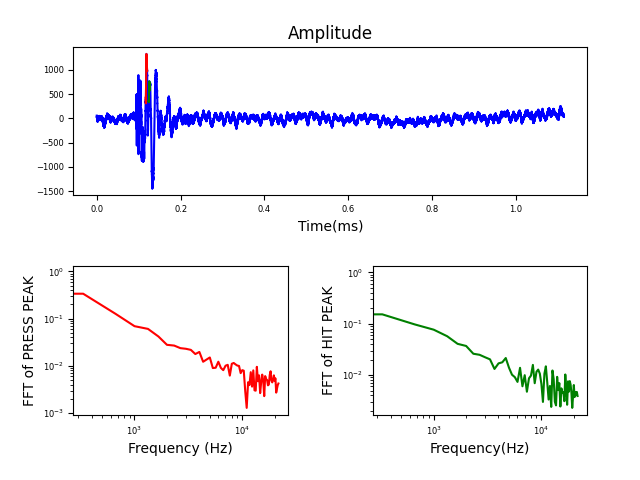 Amplitude
1000
500
0
−500
−1000
−1500
0.0 0.2 0.4 0.6 0.8 1.0
Time(ms)
FFT of PRESS PEAK
10⁰
10⁻¹
10⁻²
10⁻³
10³ 10⁴
Frequency (Hz)
FFT of HIT PEAK
10⁰
10⁻¹
10⁻²
10³ 10⁴
Frequency(Hz)